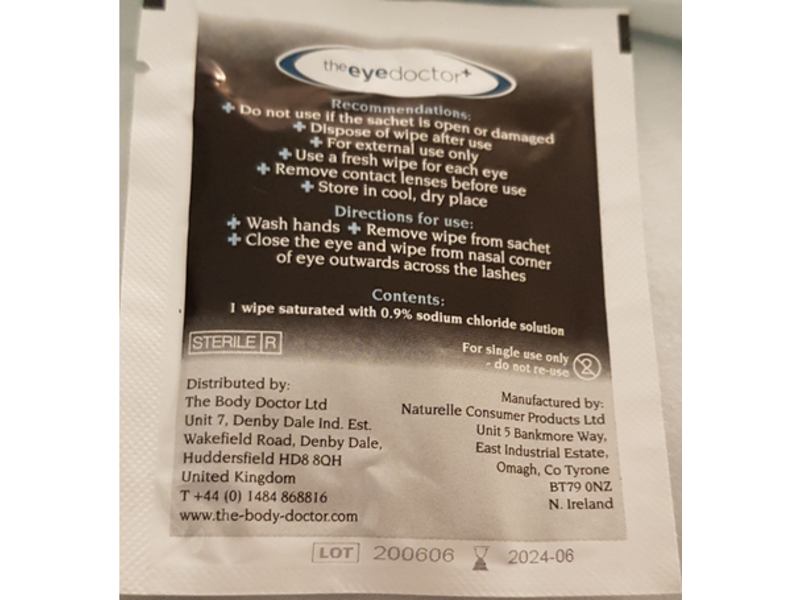 theeyedoctor+
Recommendations:
+ Do not use if the sachet is open or damaged
+ Dispose of wipe after use
+ For external use only
+ Use a fresh wipe for each eye
+ Remove contact lenses before use
+ Store in cool, dry place
Directions for use:
+ Wash hands + Remove wipe from sachet
+ Close the eye and wipe from nasal corner
of eye outwards across the lashes
Contents:
1 wipe saturated with 0.9% sodium chloride solution
STERILE R
For single use only
- do not re-use
2
Distributed by:
The Body Doctor Ltd
Unit 7, Denby Dale Ind. Est.
Wakefield Road, Denby Dale,
Huddersfield HD8 8QH
United Kingdom
T +44 (0) 1484 868816
www.the-body-doctor.com
Manufactured by:
Naturelle Consumer Products Ltd
Unit 5 Bankmore Way,
East Industrial Estate,
Omagh, Co Tyrone
BT79 0NZ
N. Ireland
LOT 200606 2024-06